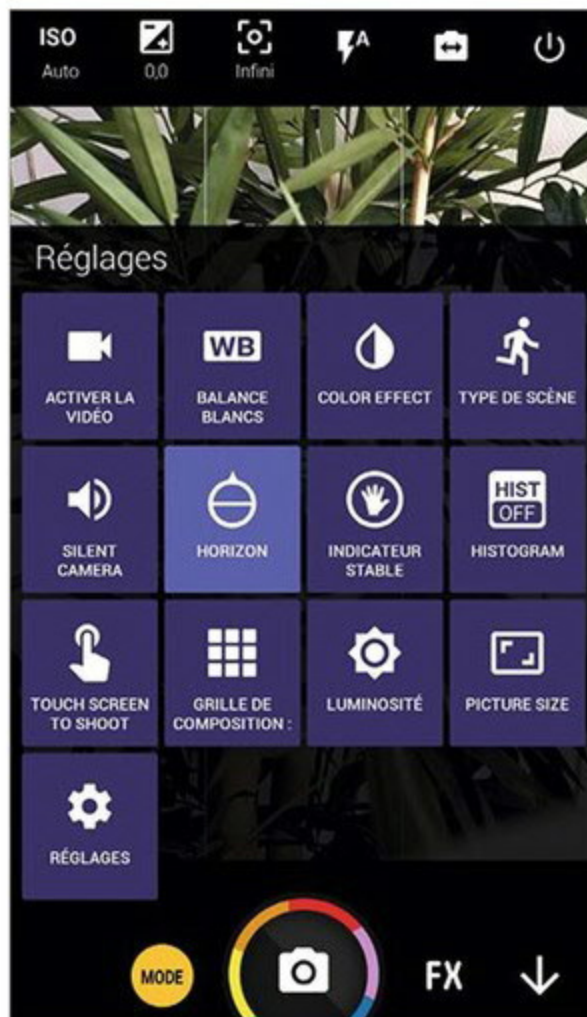 ISO
Auto
0,0
Infini
A
Réglages
WB
ACTIVER LA
VIDÉO
BALANCE
BLANCS
COLOR EFFECT
TYPE DE SCÈNE
HIST
OFF
SILENT
CAMERA
HORIZON
INDICATEUR
STABLE
HISTOGRAM
TOUCH SCREEN
TO SHOOT
GRILLE DE
COMPOSITION :
LUMINOSITÉ
PICTURE SIZE
RÉGLAGES
MODE
FX